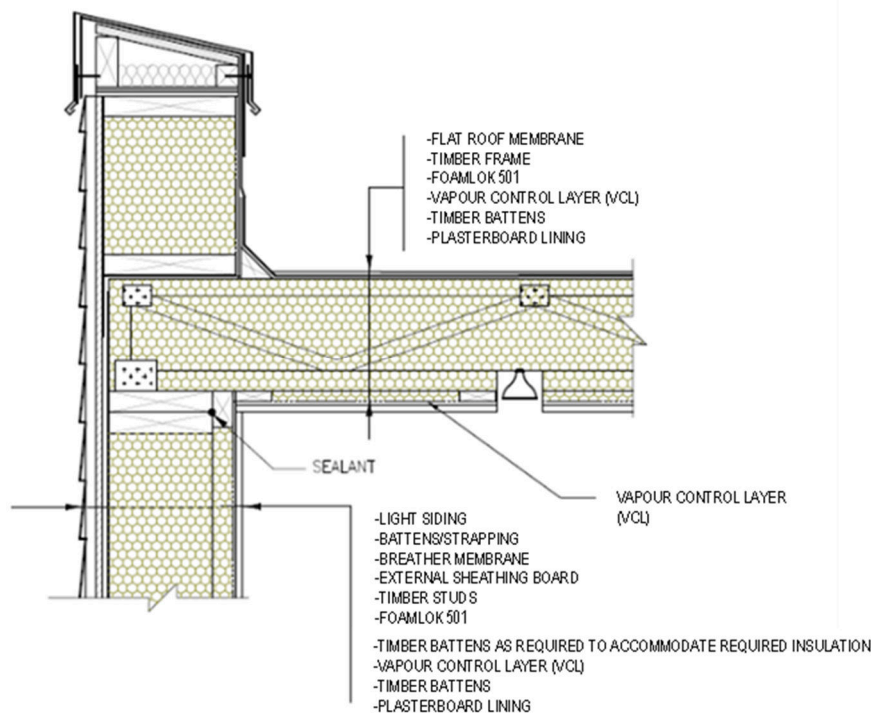 -FLAT ROOF MEMBRANE
-TIMBER FRAME
-FOAMLOK 501
-VAPOUR CONTROL LAYER (VCL)
-TIMBER BATTENS
-PLASTERBOARD LINING
SEALANT
VAPOUR CONTROL LAYER
(VCL)
-LIGHT SIDING
-BATTENS/STRAPPING
-BREATHER MEMBRANE
-EXTERNAL SHEATHING BOARD
-TIMBER STUDS
-FOAMLOK 501
-TIMBER BATTENS AS REQUIRED TO ACCOMMODATE REQUIRED INSULATION
-VAPOUR CONTROL LAYER (VCL)
-TIMBER BATTENS
-PLASTERBOARD LINING